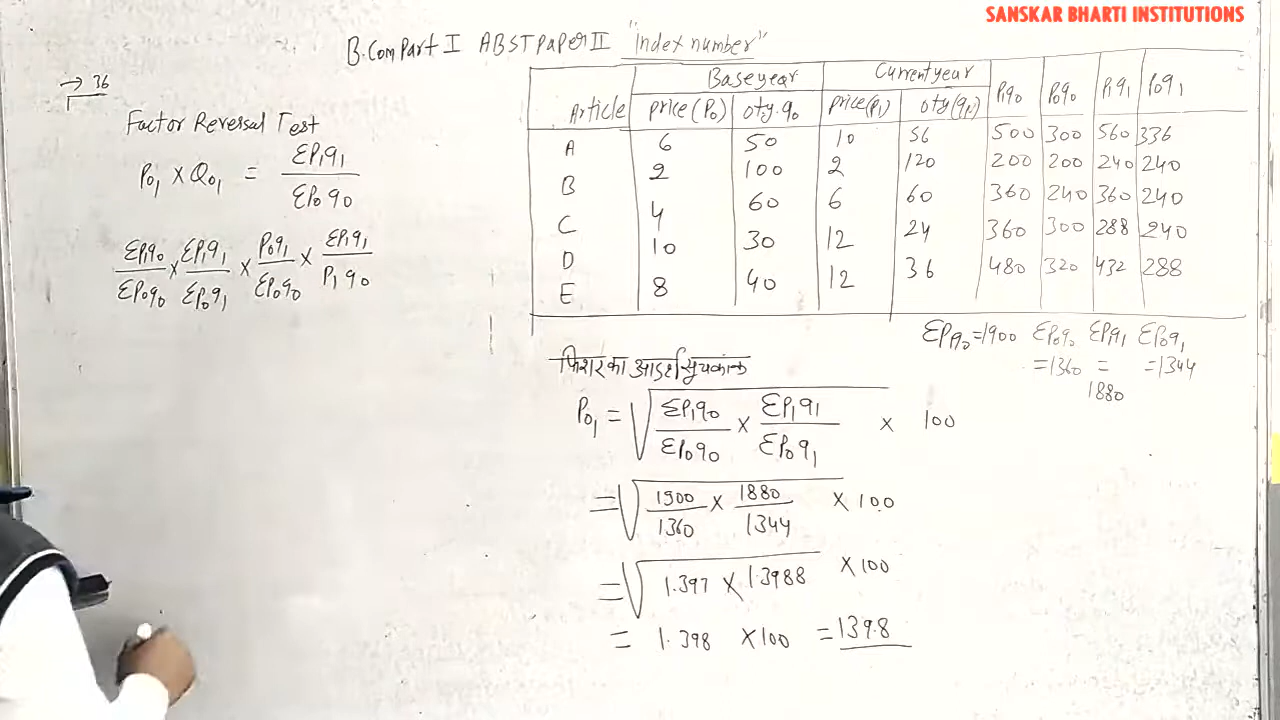 SANSKAR BHARTI INSTITUTIONS
B.Com Part I ABST Paper II "Index number"
→ 36
Factor Reversal Test
P₀₁ × Q₀₁ = ΣP₁q₁ / ΣP₀q₀
ΣP₁q₀ / ΣP₀q₀ × ΣP₁q₁ / ΣP₀q₁ × P₀q₁ / ΣP₀q₀ × ΣP₁q₁ / P₁q₀
Article Base year Current year P₁q₀ P₀q₀ P₁q₁ P₀q₁
price (P₀) qty. q₀ price (P₁) qty (q₁)
A 6 50 10 56 500 300 560 336
B 2 100 2 120 200 200 240 240
C 4 60 6 60 360 240 360 240
D 10 30 12 24 360 300 288 240
E 8 40 12 36 480 320 432 288
ΣP₁q₀ = 1900 ΣP₀q₀ = 1360 ΣP₁q₁ = 1880 ΣP₀q₁ = 1344
फिशर का आदर्श सूचकांक
P₀₁ = √ΣP₁q₀ / ΣP₀q₀ × ΣP₁q₁ / ΣP₀q₁ × 100
= √1900 / 1360 × 1880 / 1344 × 100
= √1.397 × 1.3988 × 100
= 1.398 × 100 = 139.8